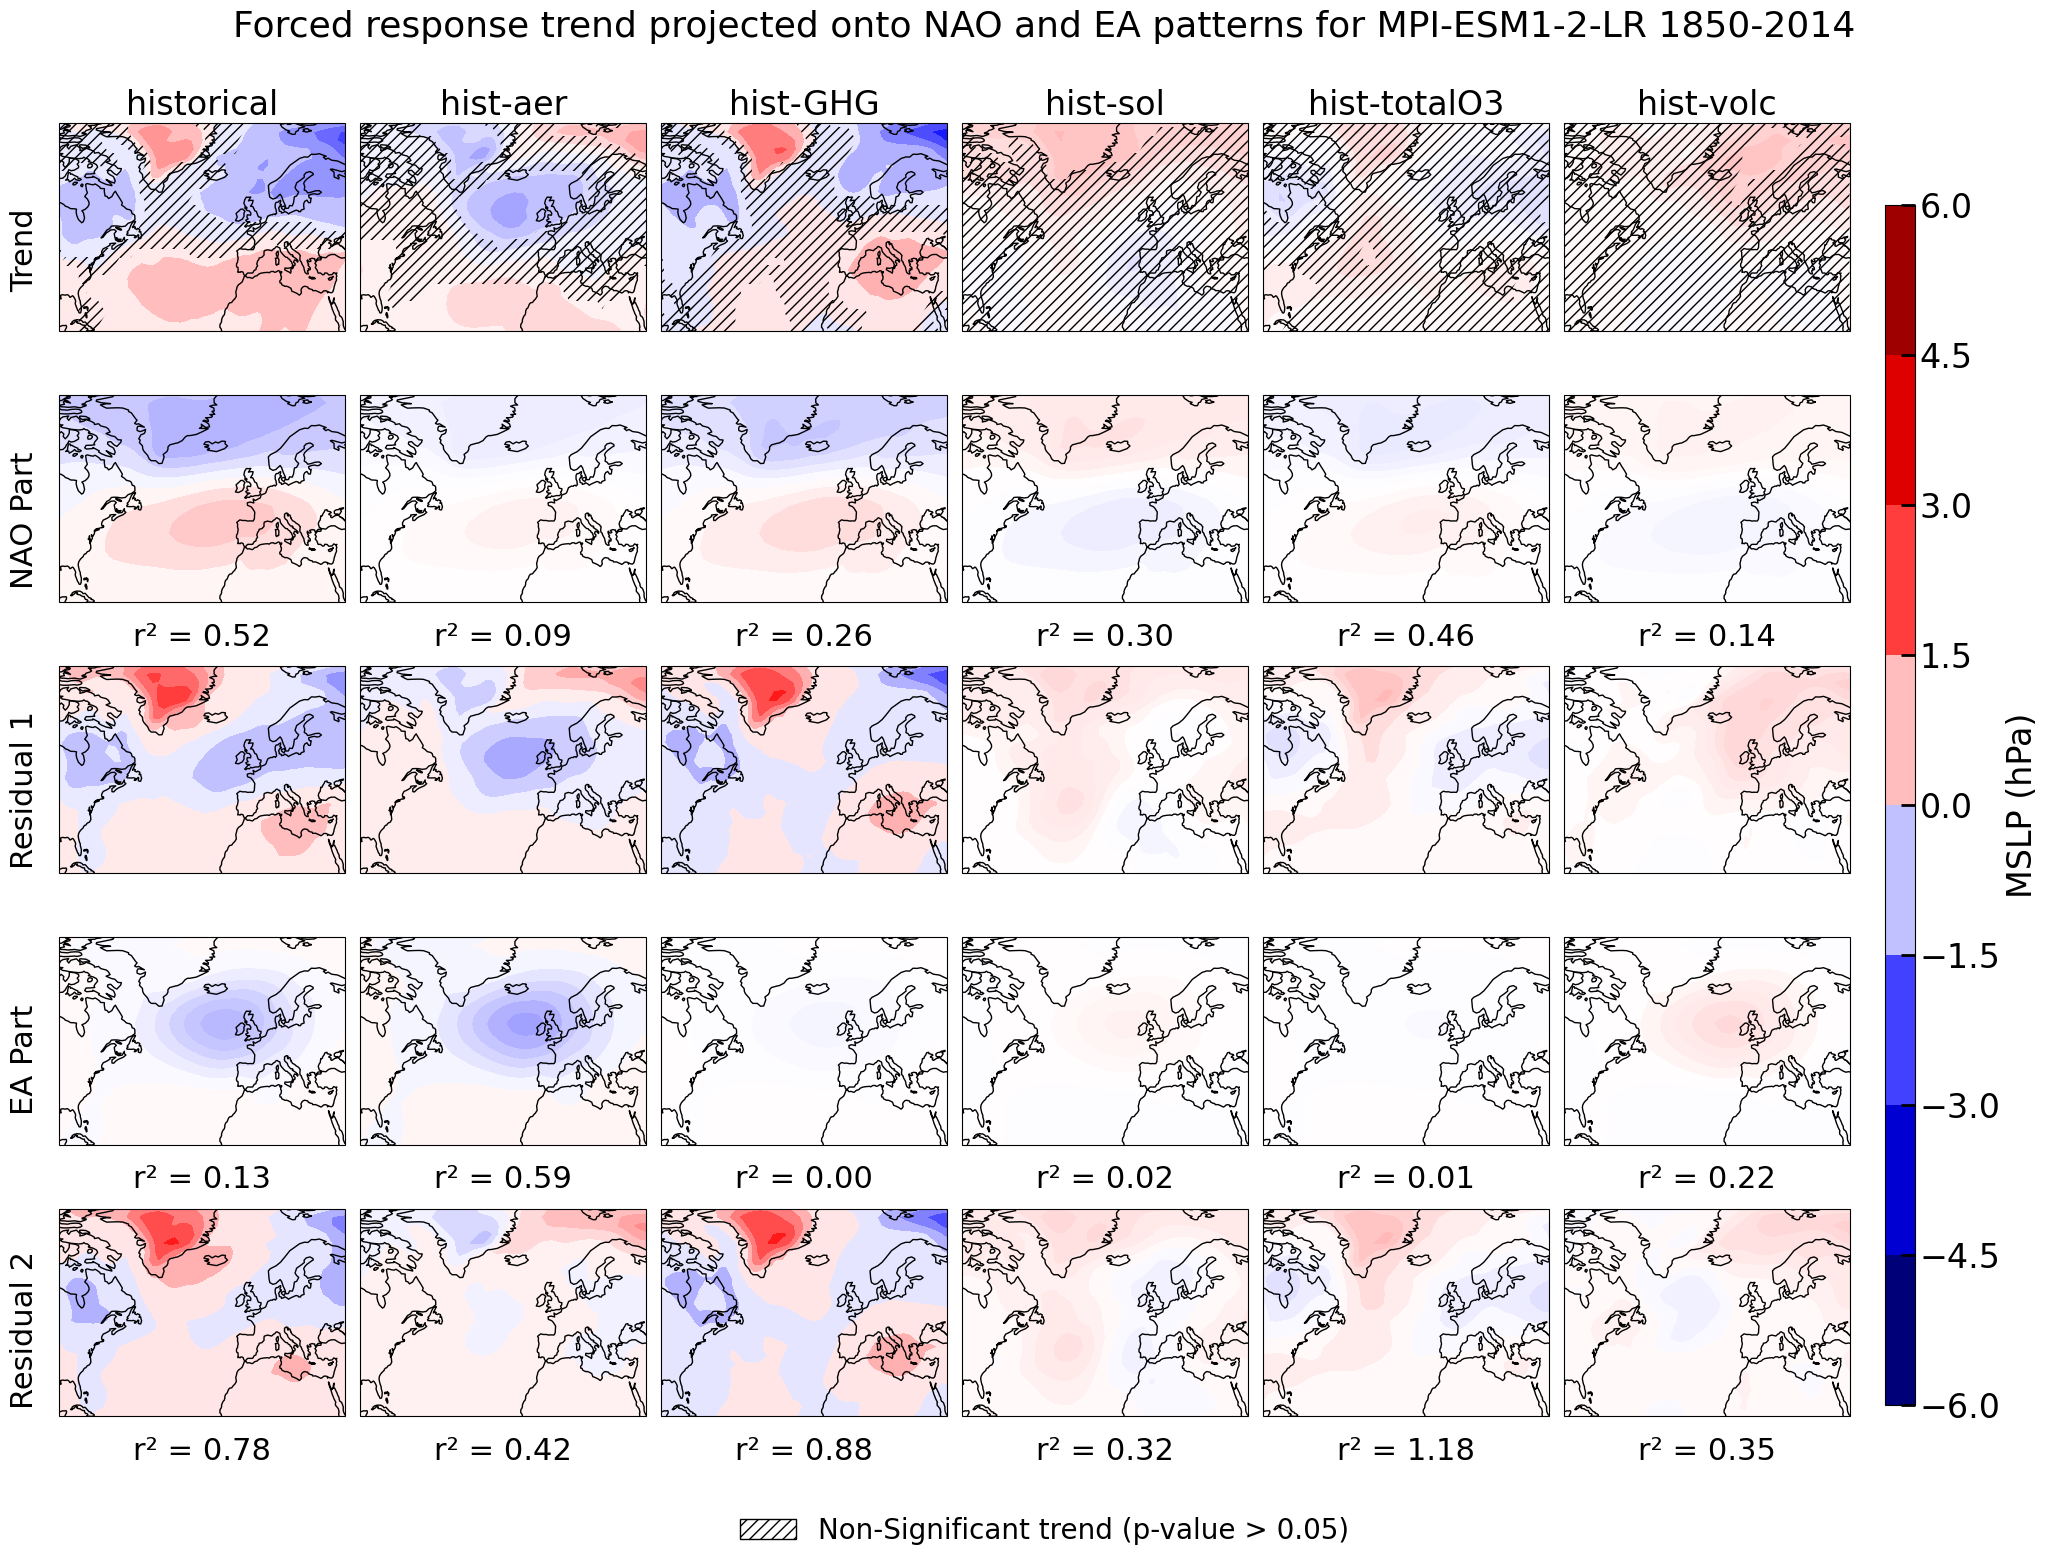 Forced response trend projected onto NAO and EA patterns for MPI-ESM1-2-LR 1850-2014
historical hist-aer hist-GHG hist-sol hist-totalO3 hist-volc
Trend
NAO Part
r² = 0.52 r² = 0.09 r² = 0.26 r² = 0.30 r² = 0.46 r² = 0.14
Residual 1
EA Part
r² = 0.13 r² = 0.59 r² = 0.00 r² = 0.02 r² = 0.01 r² = 0.22
Residual 2
r² = 0.78 r² = 0.42 r² = 0.88 r² = 0.32 r² = 1.18 r² = 0.35
6.0
4.5
3.0
1.5
0.0
−1.5
−3.0
−4.5
−6.0
MSLP (hPa)
Non-Significant trend (p-value > 0.05)